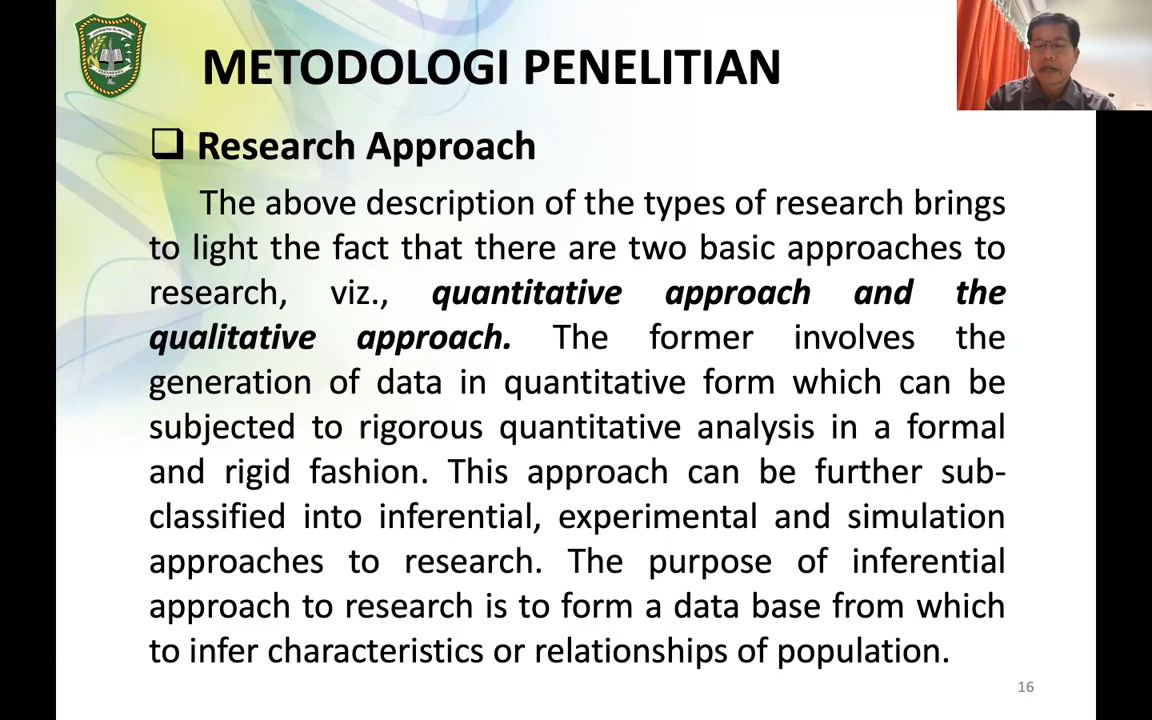 METODOLOGI PENELITIAN
❑ Research Approach
The above description of the types of research brings
to light the fact that there are two basic approaches to
research, viz., quantitative approach and the
qualitative approach. The former involves the
generation of data in quantitative form which can be
subjected to rigorous quantitative analysis in a formal
and rigid fashion. This approach can be further sub-
classified into inferential, experimental and simulation
approaches to research. The purpose of inferential
approach to research is to form a data base from which
to infer characteristics or relationships of population.
16